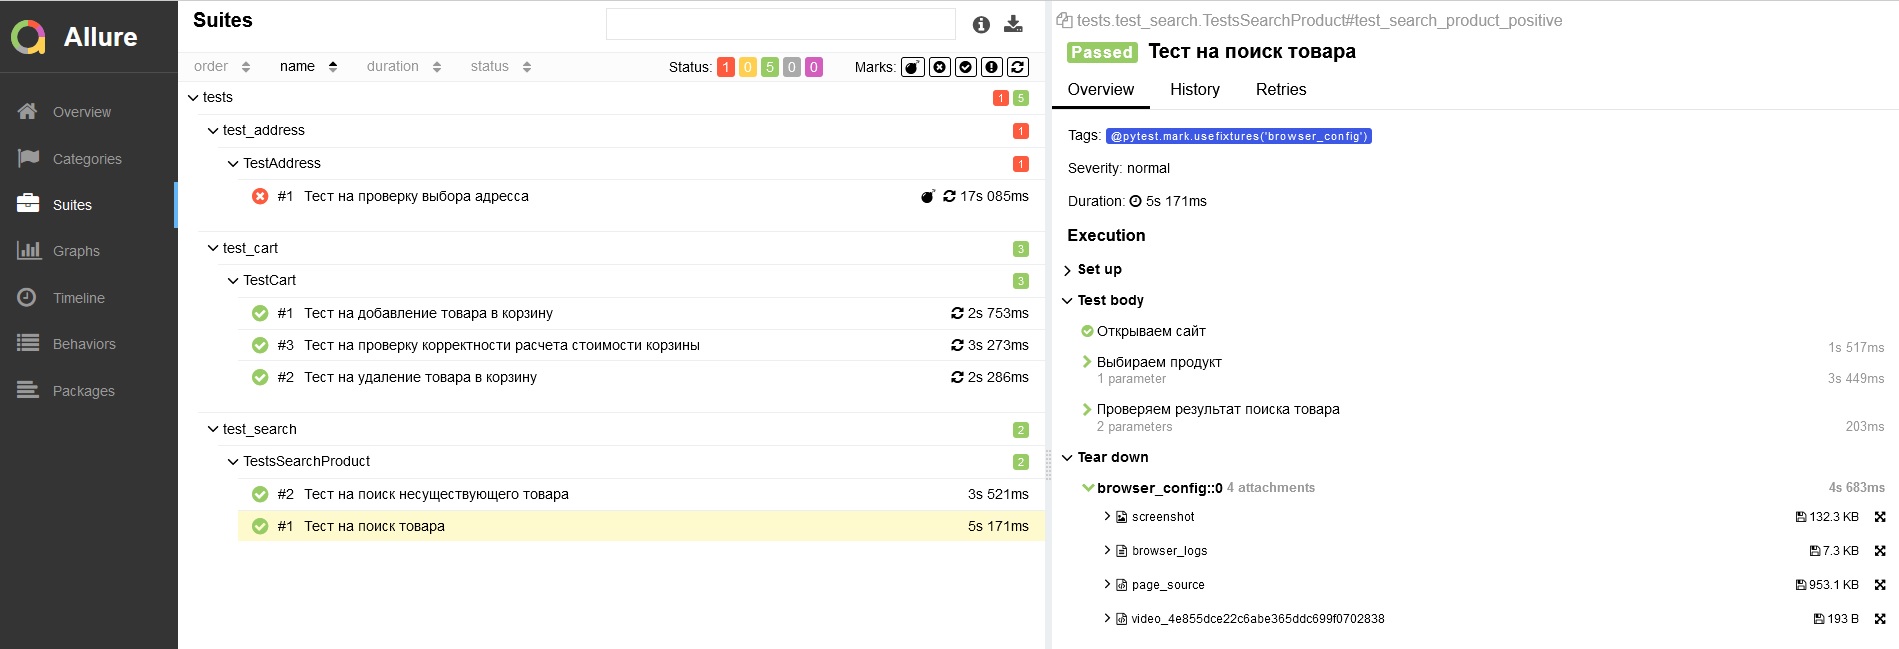 Allure
Overview
Categories
Suites
Graphs
Timeline
Behaviors
Packages
Suites
order name duration status Status: 1 0 5 0 0 Marks:
tests 1 5
test_address 1
TestAddress 1
#1 Тест на проверку выбора адреса 17s 085ms
test_cart 3
TestCart 3
#1 Тест на добавление товара в корзину 2s 753ms
#3 Тест на проверку корректности расчета стоимости корзины 3s 273ms
#2 Тест на удаление товара в корзину 2s 286ms
test_search 2
TestsSearchProduct 2
#2 Тест на поиск несуществующего товара 3s 521ms
#1 Тест на поиск товара 5s 171ms
tests.test_search.TestsSearchProduct#test_search_product_positive
Passed Тест на поиск товара
Overview History Retries
Tags: @pytest.mark.usefixtures('browser_config')
Severity: normal
Duration: 5s 171ms
Execution
Set up
Test body
Открываем сайт
1s 517ms
Выбираем продукт
1 parameter 3s 449ms
Проверяем результат поиска товара
2 parameters 203ms
Tear down
browser_config::0 4 attachments 4s 683ms
screenshot 132.3 KB
browser_logs 7.3 KB
page_source 953.1 KB
video_4e855dce22c6abe365ddc699f0702838 193 B